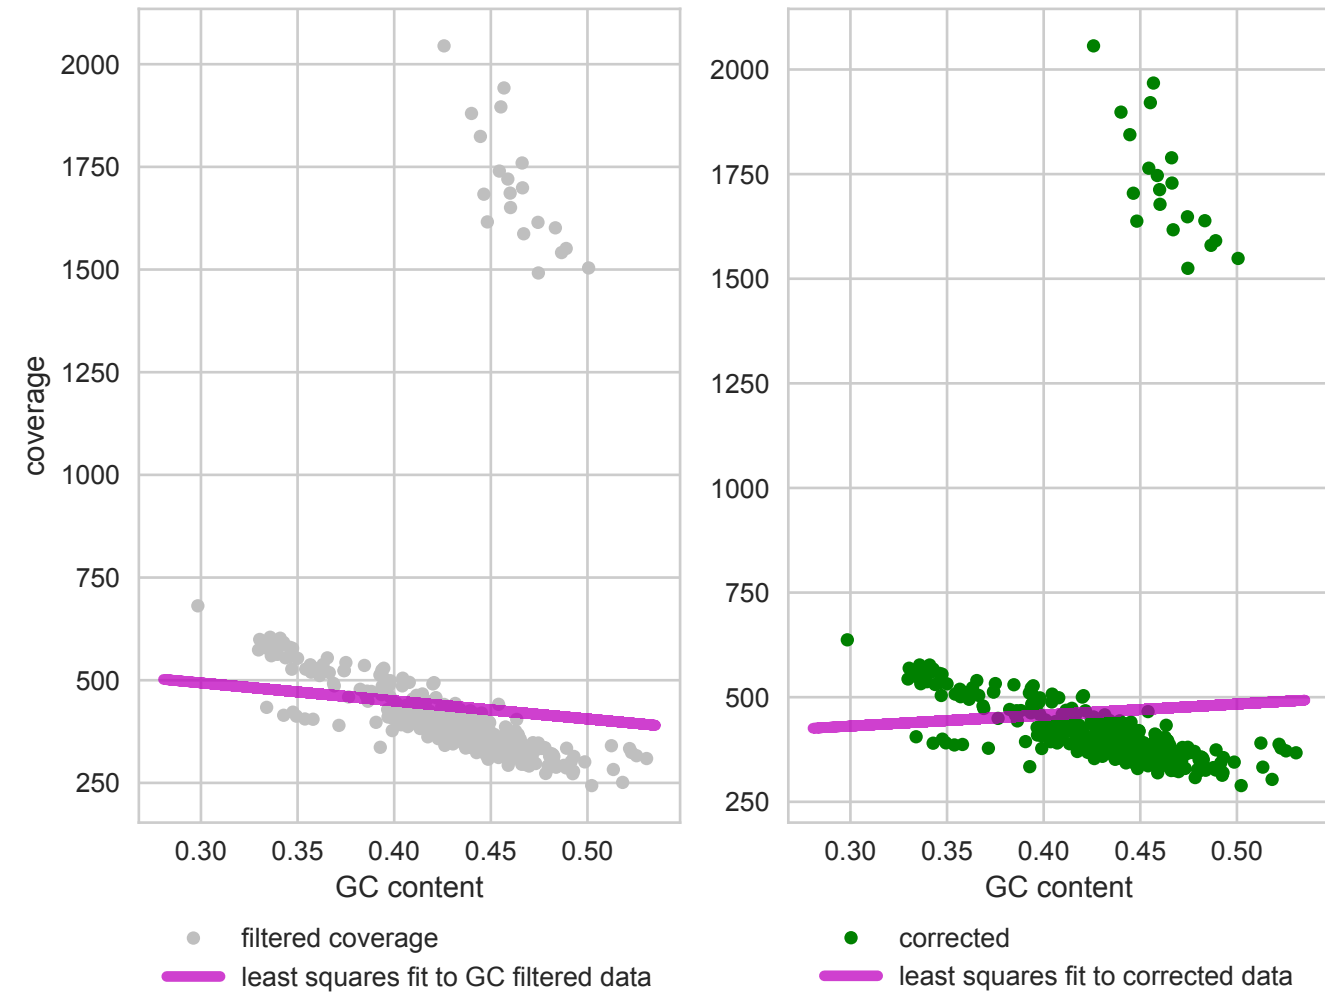 2000
1750
1500
1250
1000
750
500
250
coverage
0.30 0.35 0.40 0.45 0.50
GC content
filtered coverage
least squares fit to GC filtered data
2000
1750
1500
1250
1000
750
500
250
0.30 0.35 0.40 0.45 0.50
GC content
corrected
least squares fit to corrected data